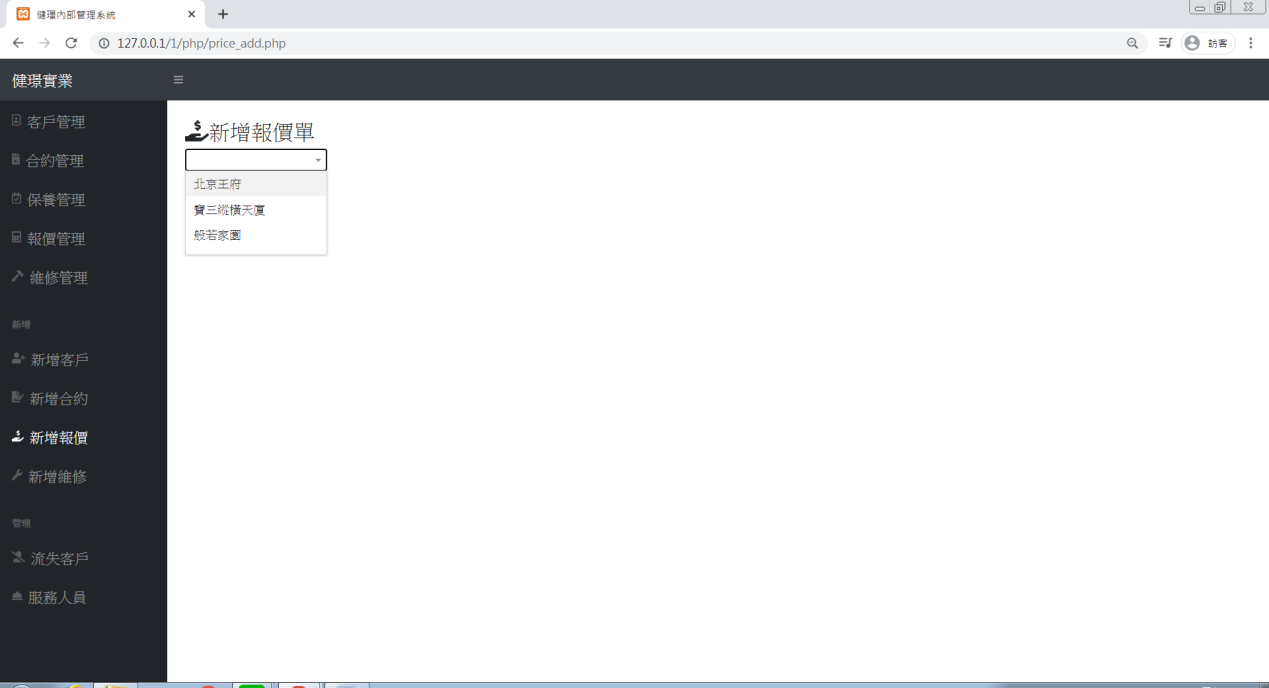 健璟內部管理系統
127.0.0.1/1/php/price_add.php
訪客
健璟實業
客戶管理
合約管理
保養管理
報價管理
維修管理
新增
新增客戶
新增合約
新增報價
新增維修
管理
流失客戶
服務人員
新增報價單
北京王府
寶三縱橫天廈
般若家園